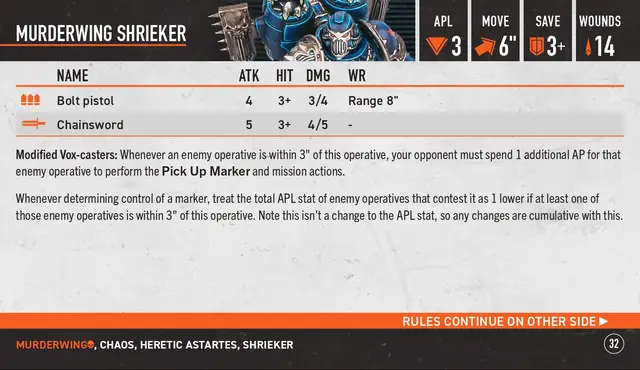 MURDERWING SHRIEKER
APL MOVE SAVE WOUNDS
3 6" 3+ 14
NAME ATK HIT DMG WR
Bolt pistol 4 3+ 3/4 Range 8"
Chainsword 5 3+ 4/5 -
Modified Vox-casters: Whenever an enemy operative is within 3" of this operative, your opponent must spend 1 additional AP for that
enemy operative to perform the Pick Up Marker and mission actions.
Whenever determining control of a marker, treat the total APL stat of enemy operatives that contest it as 1 lower if at least one of
those enemy operatives is within 3" of this operative. Note this isn't a change to the APL stat, so any changes are cumulative with this.
RULES CONTINUE ON OTHER SIDE ▶
MURDERWING, CHAOS, HERETIC ASTARTES, SHRIEKER
32